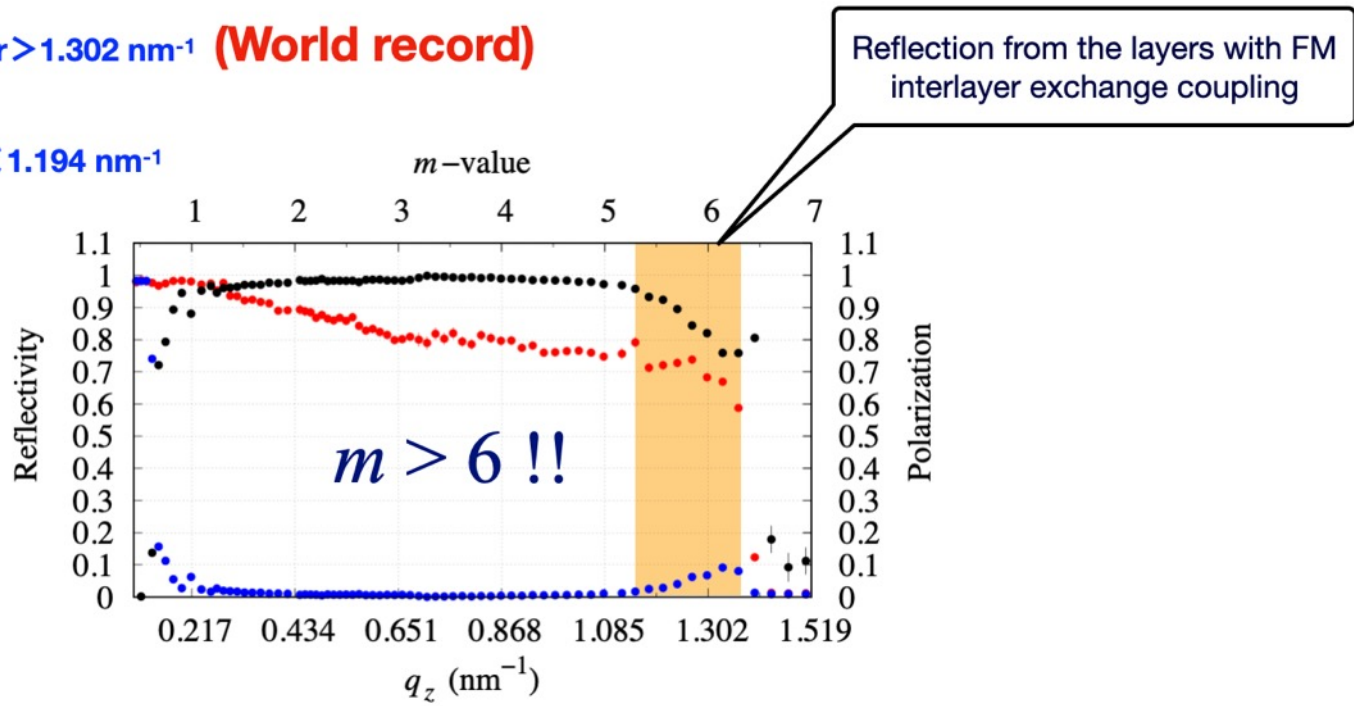 r>1.302 nm⁻¹ (World record)
Reflection from the layers with FM
interlayer exchange coupling
1.194 nm⁻¹
m−value
1 2 3 4 5 6 7
1.1 1.1
1 1
0.9 0.9
0.8 0.8
0.7 0.7
0.6 0.6
0.5 0.5
0.4 0.4
0.3 0.3
0.2 0.2
0.1 0.1
0 0
Reflectivity
Polarization
m > 6 !!
0.217 0.434 0.651 0.868 1.085 1.302 1.519
q_z (nm⁻¹)